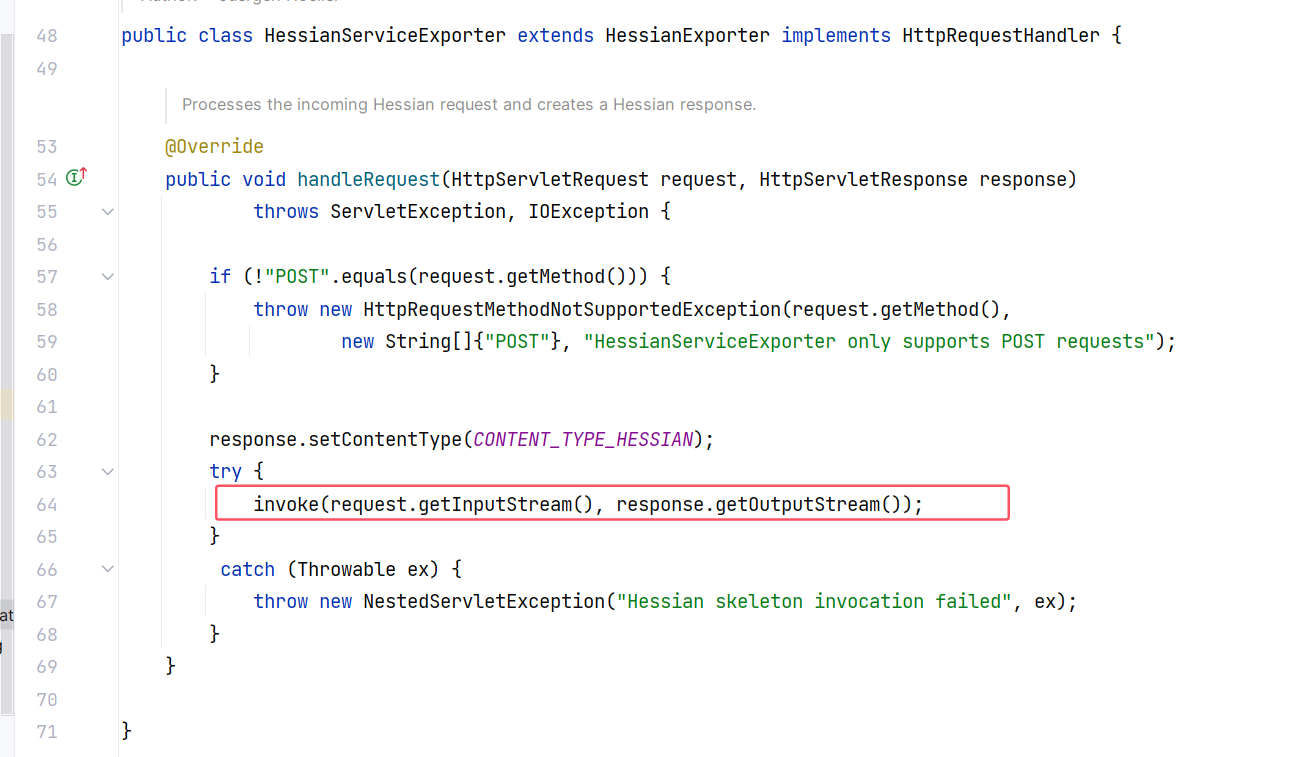 48 public class HessianServiceExporter extends HessianExporter implements HttpRequestHandler {
49
Processes the incoming Hessian request and creates a Hessian response.
53 @Override
54 public void handleRequest(HttpServletRequest request, HttpServletResponse response)
55 throws ServletException, IOException {
56
57 if (!"POST".equals(request.getMethod())) {
58 throw new HttpRequestMethodNotSupportedException(request.getMethod(),
59 new String[]{"POST"}, "HessianServiceExporter only supports POST requests");
60 }
61
62 response.setContentType(CONTENT_TYPE_HESSIAN);
63 try {
64 invoke(request.getInputStream(), response.getOutputStream());
65 }
66 catch (Throwable ex) {
67 throw new NestedServletException("Hessian skeleton invocation failed", ex);
at
68 }
69 }
70
71 }